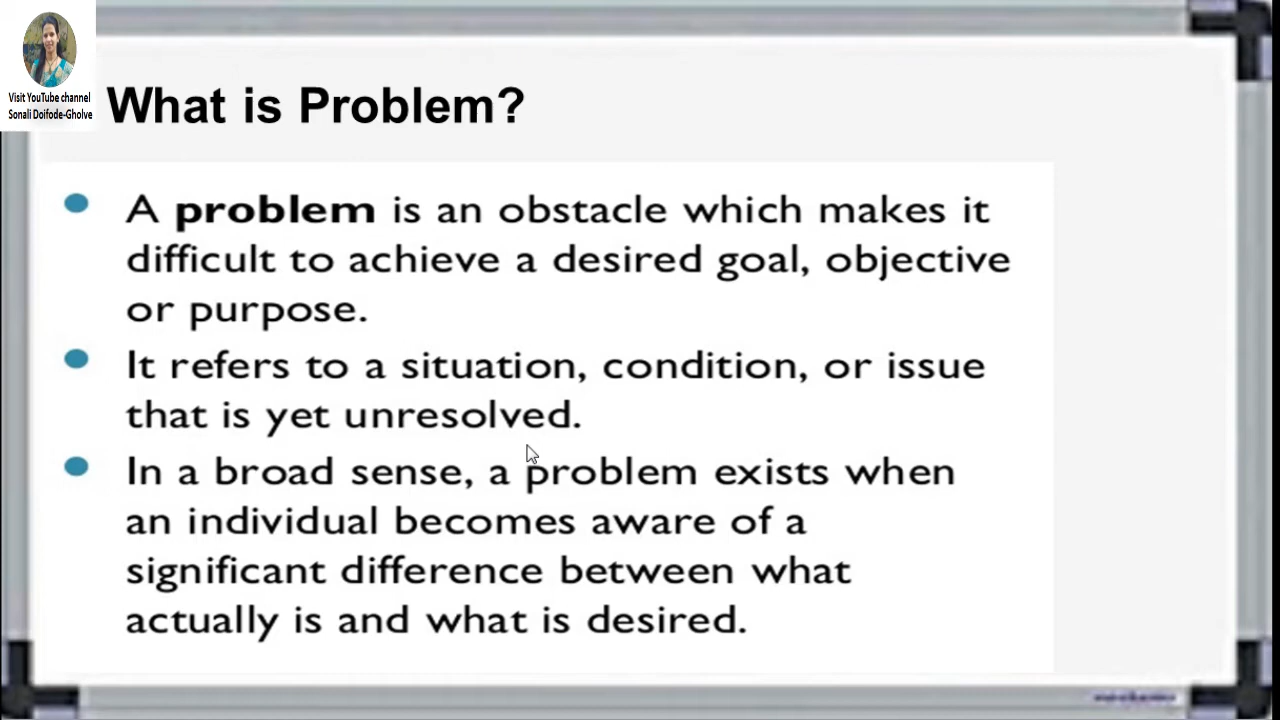 Visit YouTube channel
Sonali Doifode-Gholve
What is Problem?
A problem is an obstacle which makes it
difficult to achieve a desired goal, objective
or purpose.
It refers to a situation, condition, or issue
that is yet unresolved.
In a broad sense, a problem exists when
an individual becomes aware of a
significant difference between what
actually is and what is desired.